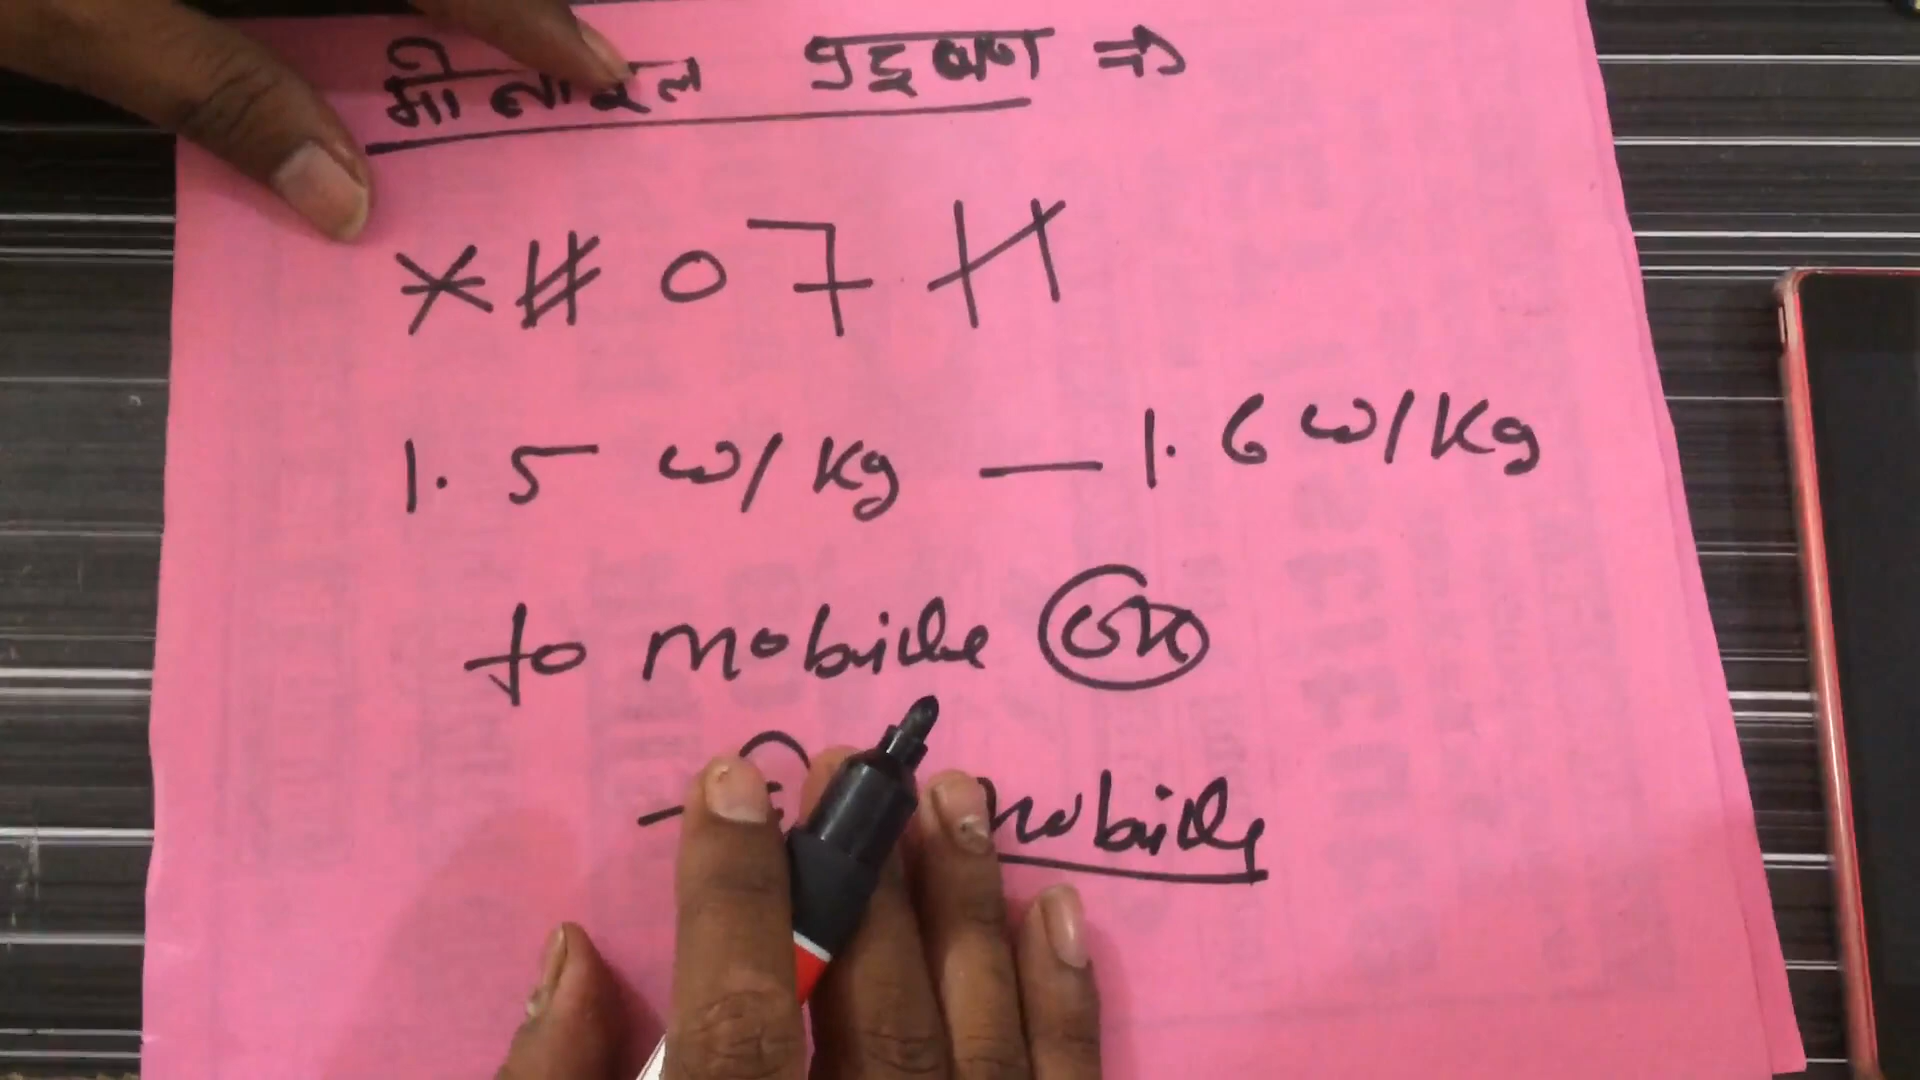 मोबाइल प्रदूषण ⇒
*#07#
1.5 w/kg — 1.6 w/kg
to mobile ok
mobile